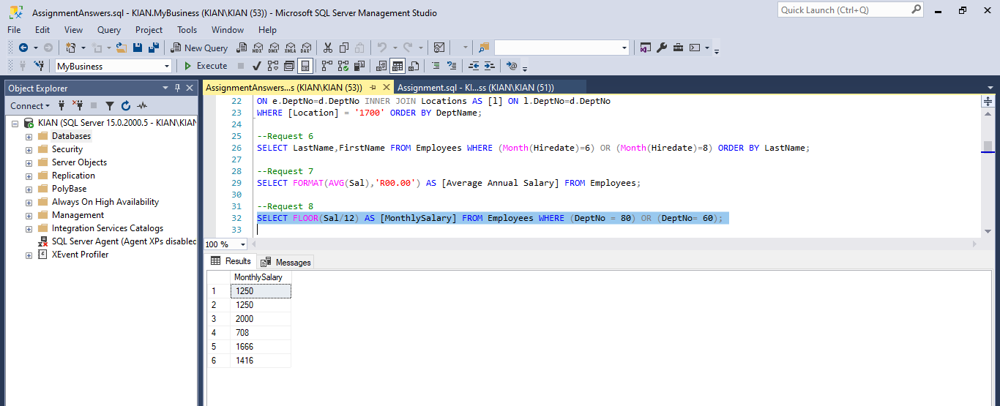 AssignmentAnswers.sql - KIAN.MyBusiness (KIAN\KIAN (53)) - Microsoft SQL Server Management Studio
Quick Launch (Ctrl+Q)
File Edit View Query Project Tools Window Help
New Query MDX DMX XMLA DAX
MyBusiness Execute
Object Explorer
AssignmentAnswers...s (KIAN\KIAN (53)) Assignment.sql - KI...ss (KIAN\KIAN (51))
Connect
KIAN (SQL Server 15.0.2000.5 - KIAN\KIAN
Databases
Security
Server Objects
Replication
PolyBase
Always On High Availability
Management
Integration Services Catalogs
SQL Server Agent (Agent XPs disabled
XEvent Profiler
22 ON e.DeptNo=d.DeptNo INNER JOIN Locations AS [l] ON l.DeptNo=d.DeptNo
23 WHERE [Location] = '1700' ORDER BY DeptName;
24
25 --Request 6
26 SELECT LastName,FirstName FROM Employees WHERE (Month(Hiredate)=6) OR (Month(Hiredate)=8) ORDER BY LastName;
27
28 --Request 7
29 SELECT FORMAT(AVG(Sal),'R00.00') AS [Average Annual Salary] FROM Employees;
30
31 --Request 8
32 SELECT FLOOR(Sal/12) AS [MonthlySalary] FROM Employees WHERE (DeptNo = 80) OR (DeptNo= 60);
33
100 %
Results Messages
MonthlySalary
1 1250
2 1250
3 2000
4 708
5 1666
6 1416